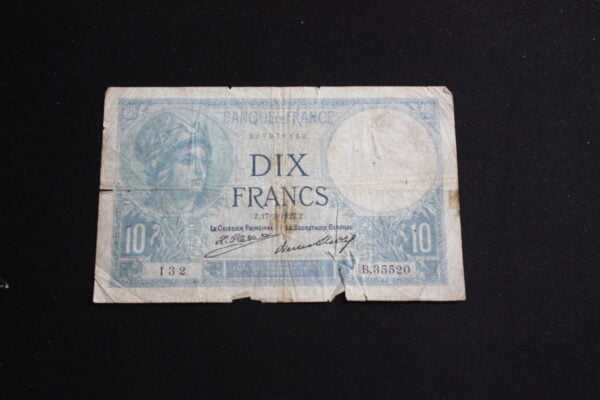 BANQUE DE FRANCE
DIX
FRANCS
Le Caissier Principal
Le Secrétaire Général
10
10
132
B.35520